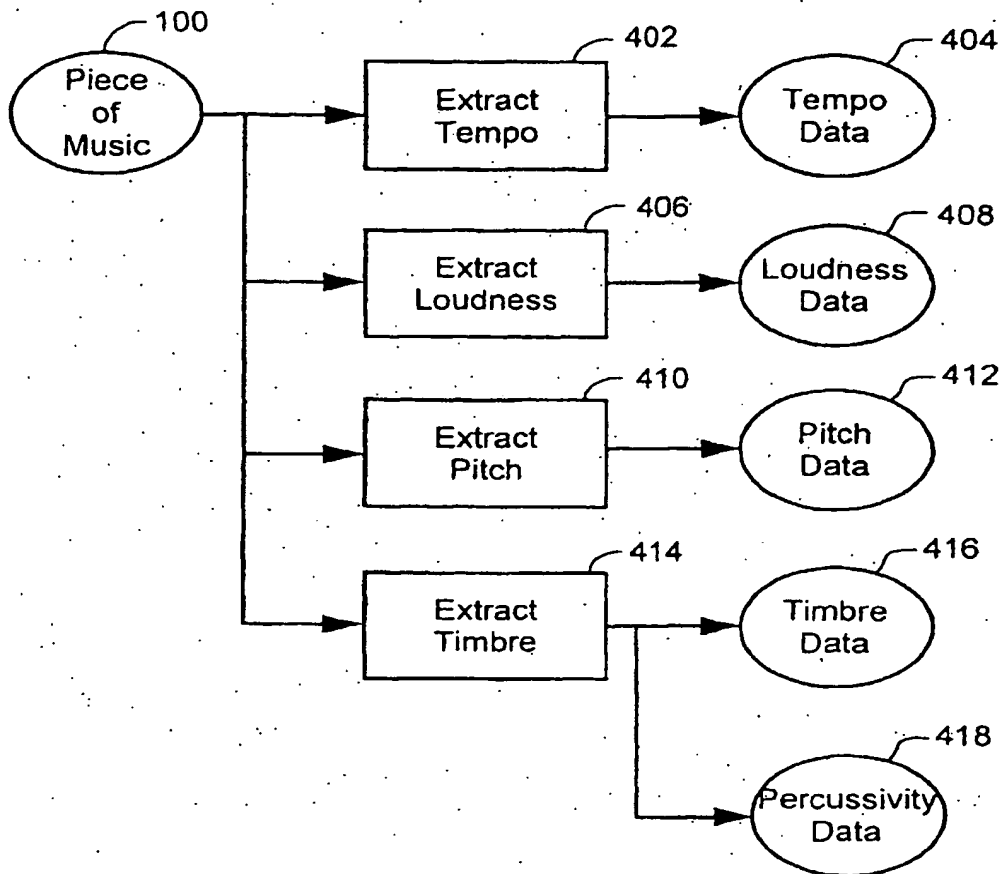 100
Piece
of
Music
402
Extract
Tempo
404
Tempo
Data
406
Extract
Loudness
408
Loudness
Data
410
Extract
Pitch
412
Pitch
Data
414
Extract
Timbre
416
Timbre
Data
418
Percussivity
Data